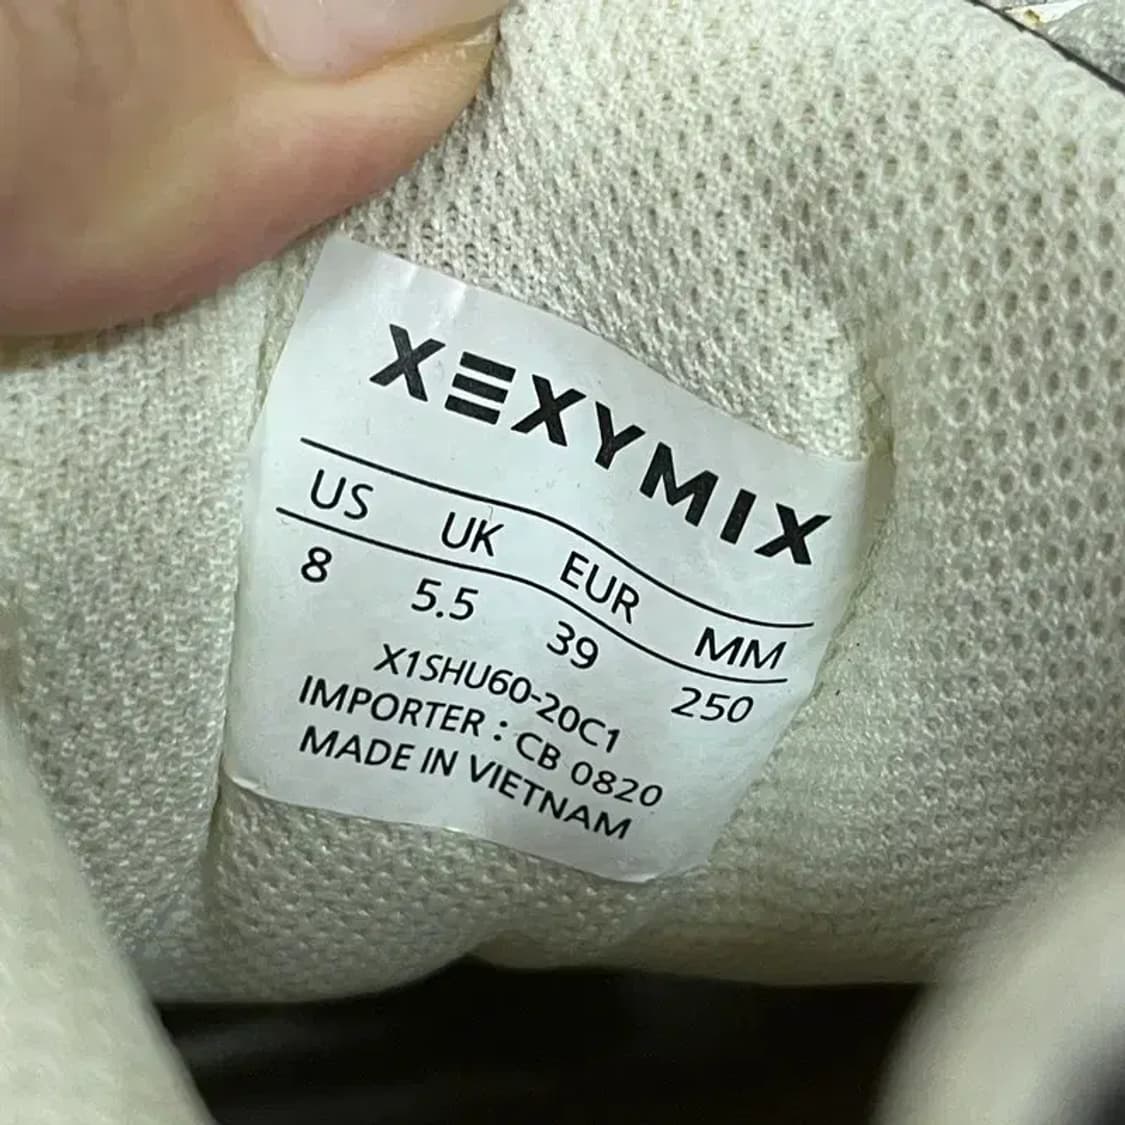 XEXYMIX
US UK EUR MM
8 5.5 39 250
X1SHU60-20C1
IMPORTER : CB 0820
MADE IN VIETNAM